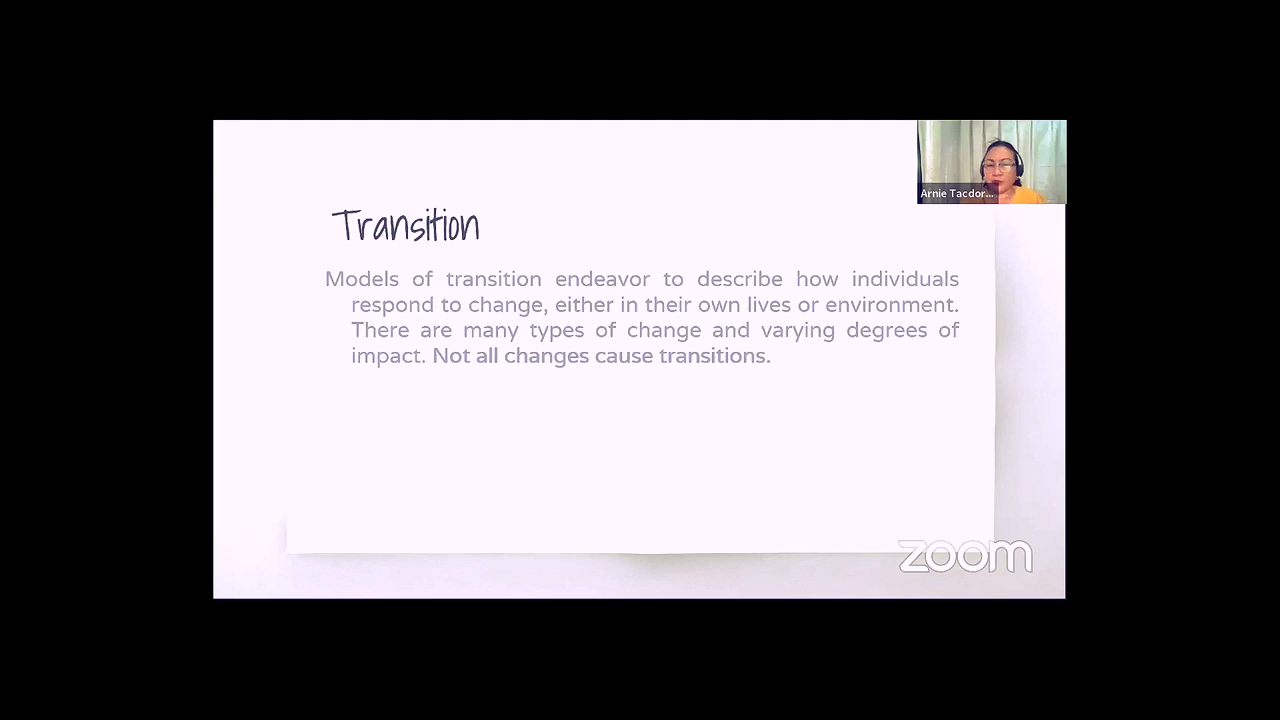 Arnie Tacdor...
Transition
Models of transition endeavor to describe how individuals
respond to change, either in their own lives or environment.
There are many types of change and varying degrees of
impact. Not all changes cause transitions.
zoom